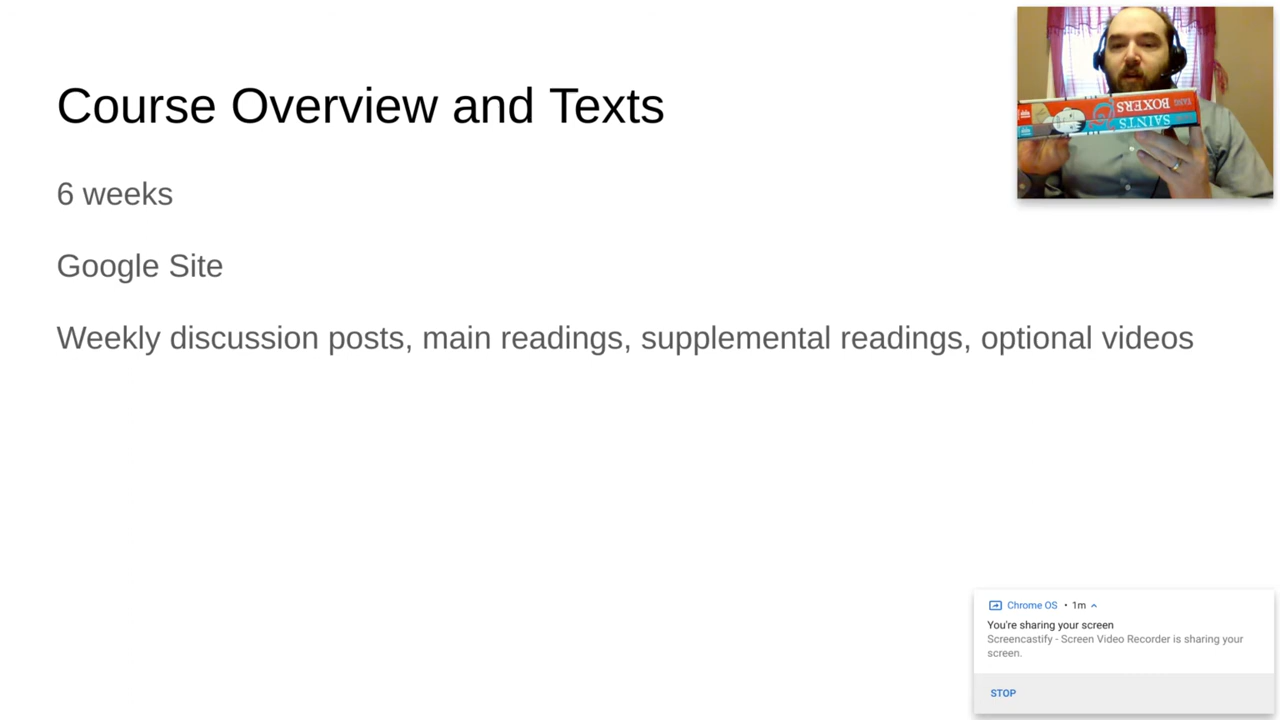 Course Overview and Texts
6 weeks
Google Site
Weekly discussion posts, main readings, supplemental readings, optional videos
BOXERS
SAINTS
Chrome OS • 1m
You're sharing your screen
Screencastify - Screen Video Recorder is sharing your
screen.
STOP